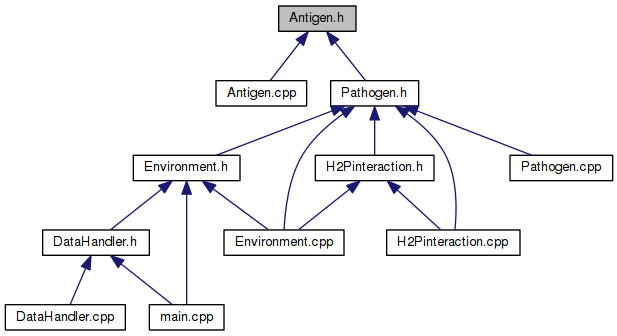 Antigen.h
Antigen.cpp
Pathogen.h
Environment.h
H2Pinteraction.h
Pathogen.cpp
DataHandler.h
Environment.cpp
H2Pinteraction.cpp
DataHandler.cpp
main.cpp